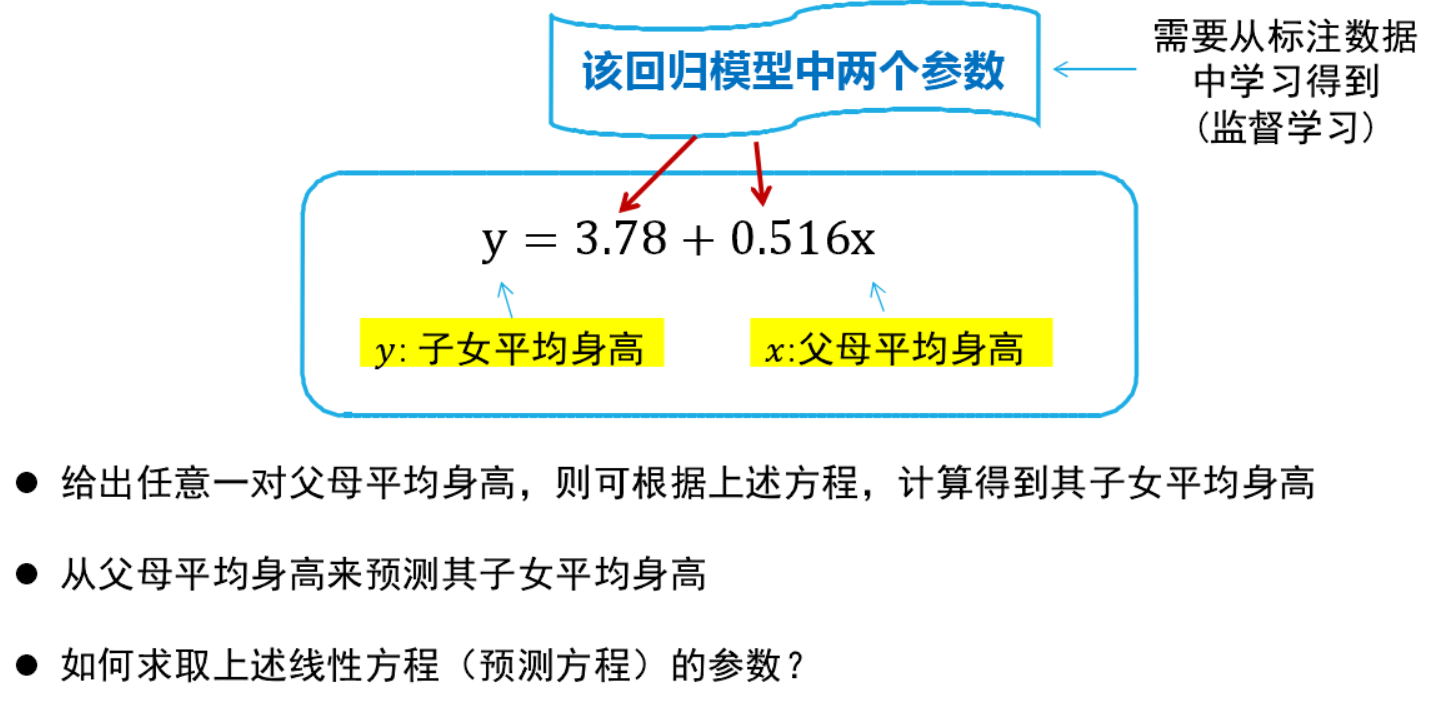 该回归模型中两个参数
需要从标注数据
中学习得到
(监督学习)
y = 3.78 + 0.516x
y: 子女平均身高
x:父母平均身高
● 给出任意一对父母平均身高，则可根据上述方程，计算得到其子女平均身高
● 从父母平均身高来预测其子女平均身高
● 如何求取上述线性方程（预测方程）的参数？